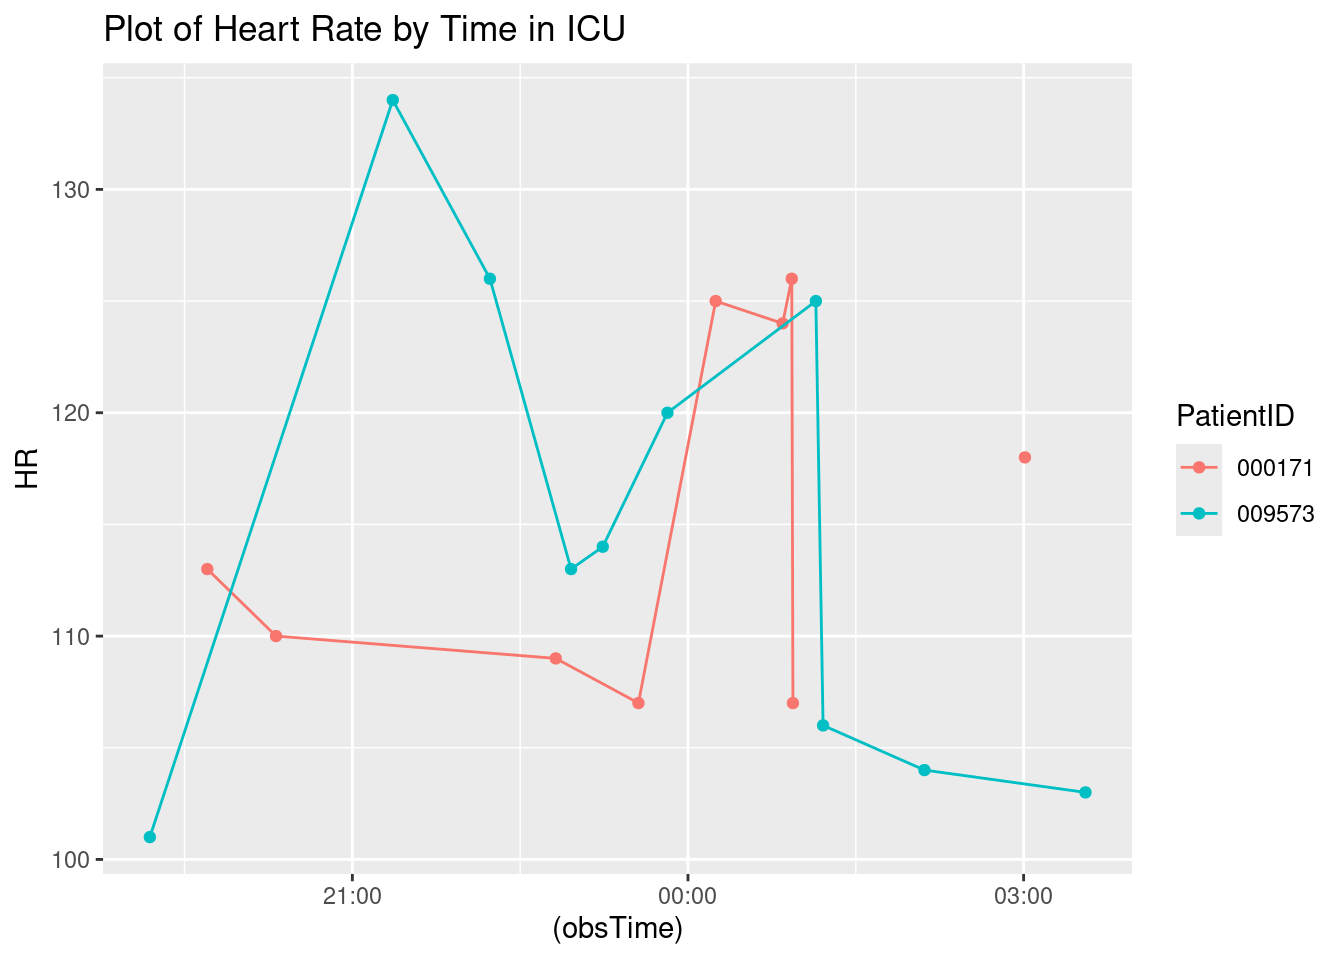 Plot of Heart Rate by Time in ICU
HR
130
120
110
100
21:00
00:00
03:00
(obsTime)
PatientID
000171
009573